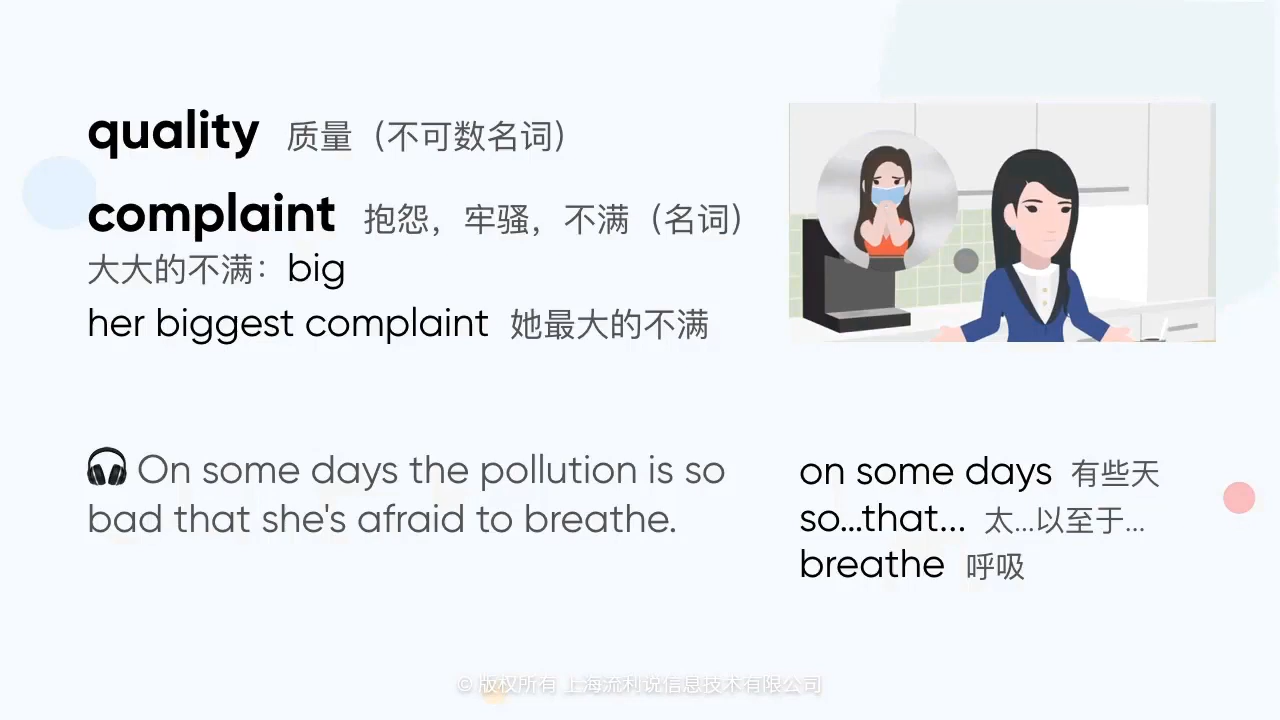 quality 质量（不可数名词）
complaint 抱怨，牢骚，不满（名词）
大大的不满：big
her biggest complaint 她最大的不满
On some days the pollution is so
bad that she's afraid to breathe.
on some days 有些天
so...that... 太...以至于...
breathe 呼吸
© 版权所有 上海流利说信息技术有限公司